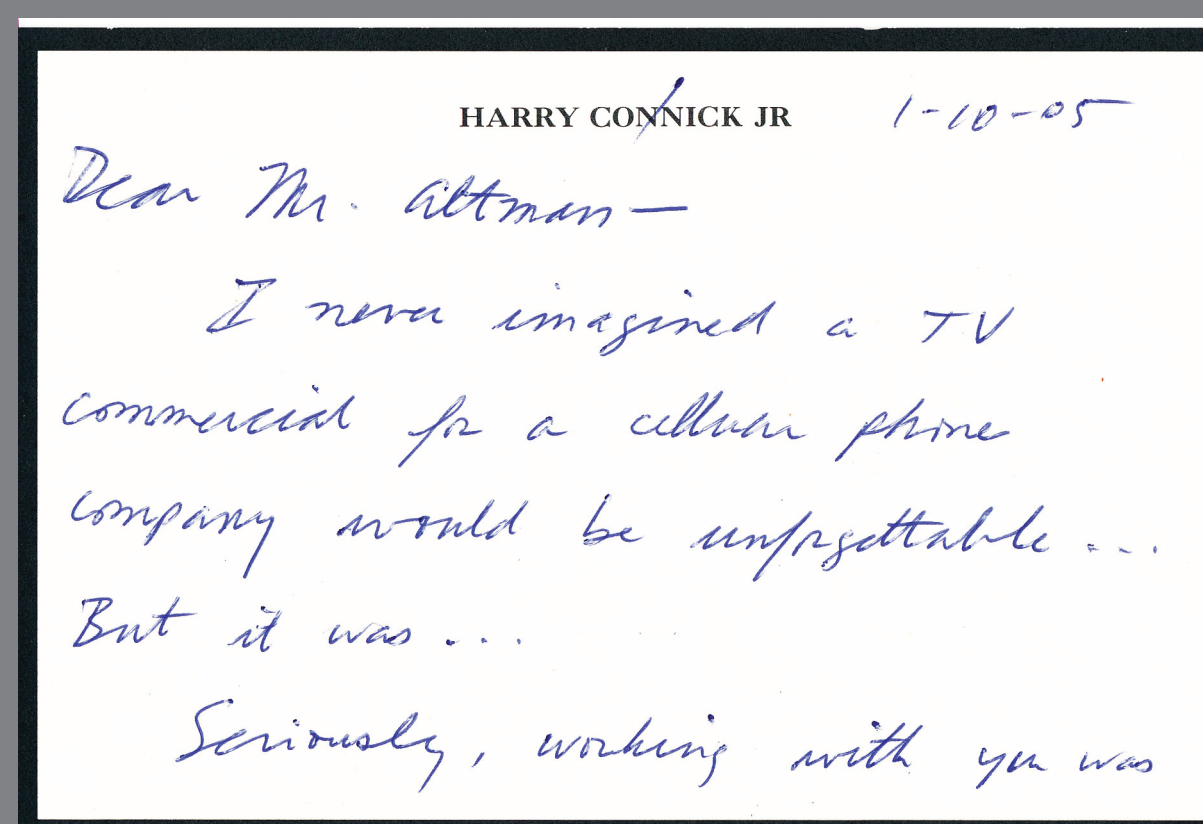 HARRY CONNICK JR 1-10-05
Dear Mr. Altman—
I never imagined a TV
commercial for a cellular phone
company would be unforgettable...
But it was...
Seriously, working with you was